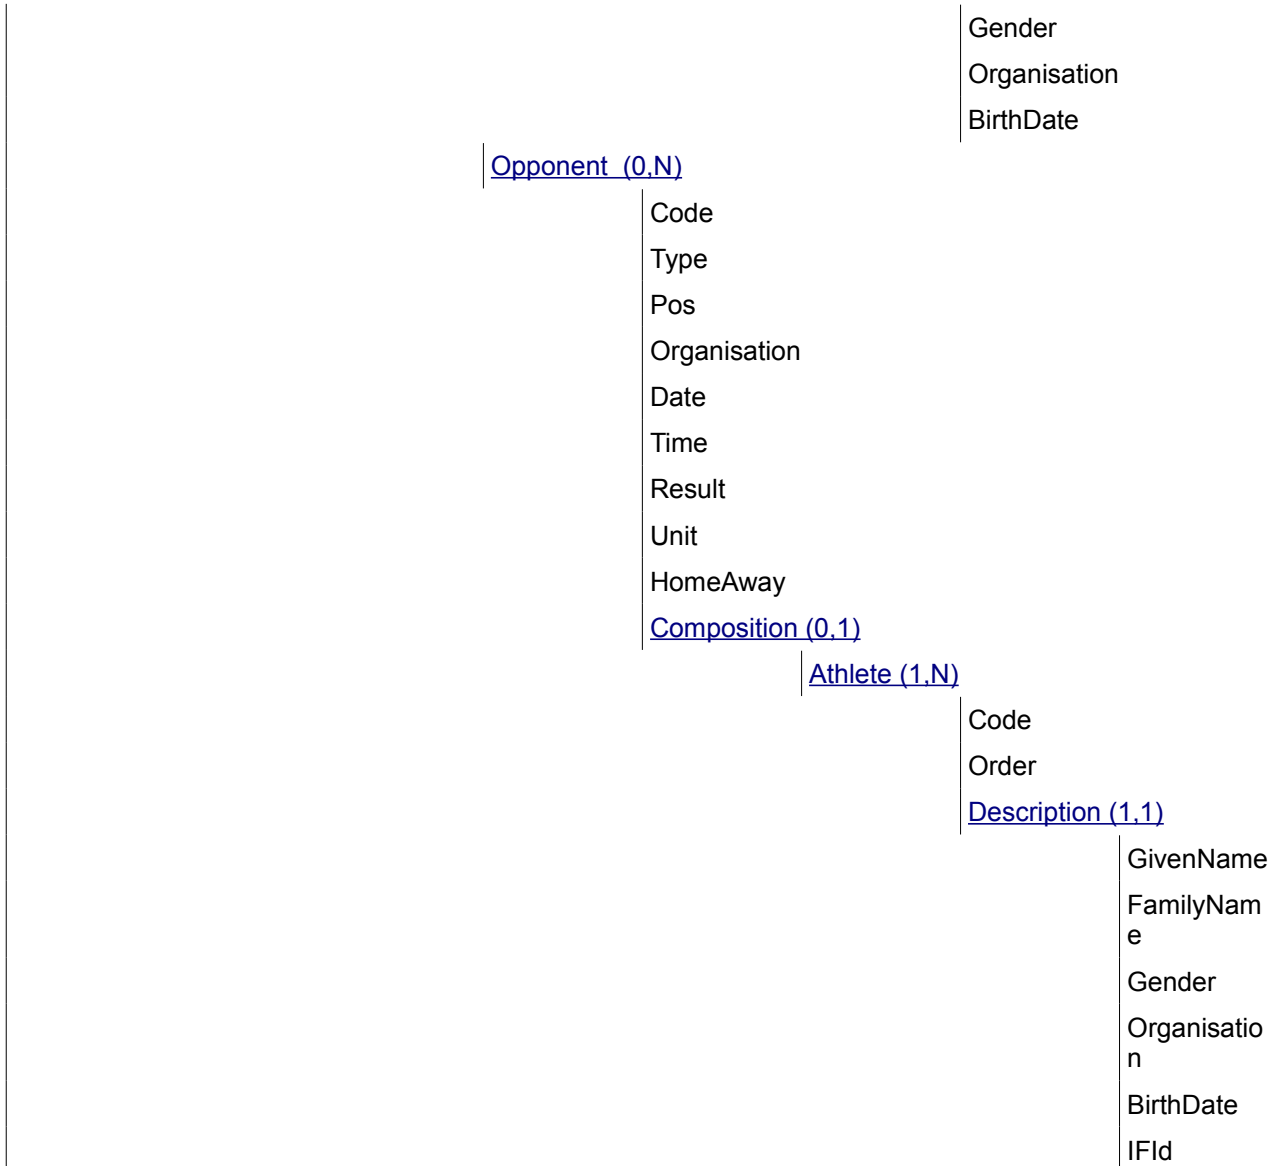 Gender
Organisation
BirthDate
Opponent  (0,N)
Code
Type
Pos
Organisation
Date
Time
Result
Unit
HomeAway
Composition (0,1)
Athlete (1,N)
Code
Order
Description (1,1)
GivenName
FamilyNam
e
Gender
Organisatio
n
BirthDate
IFId